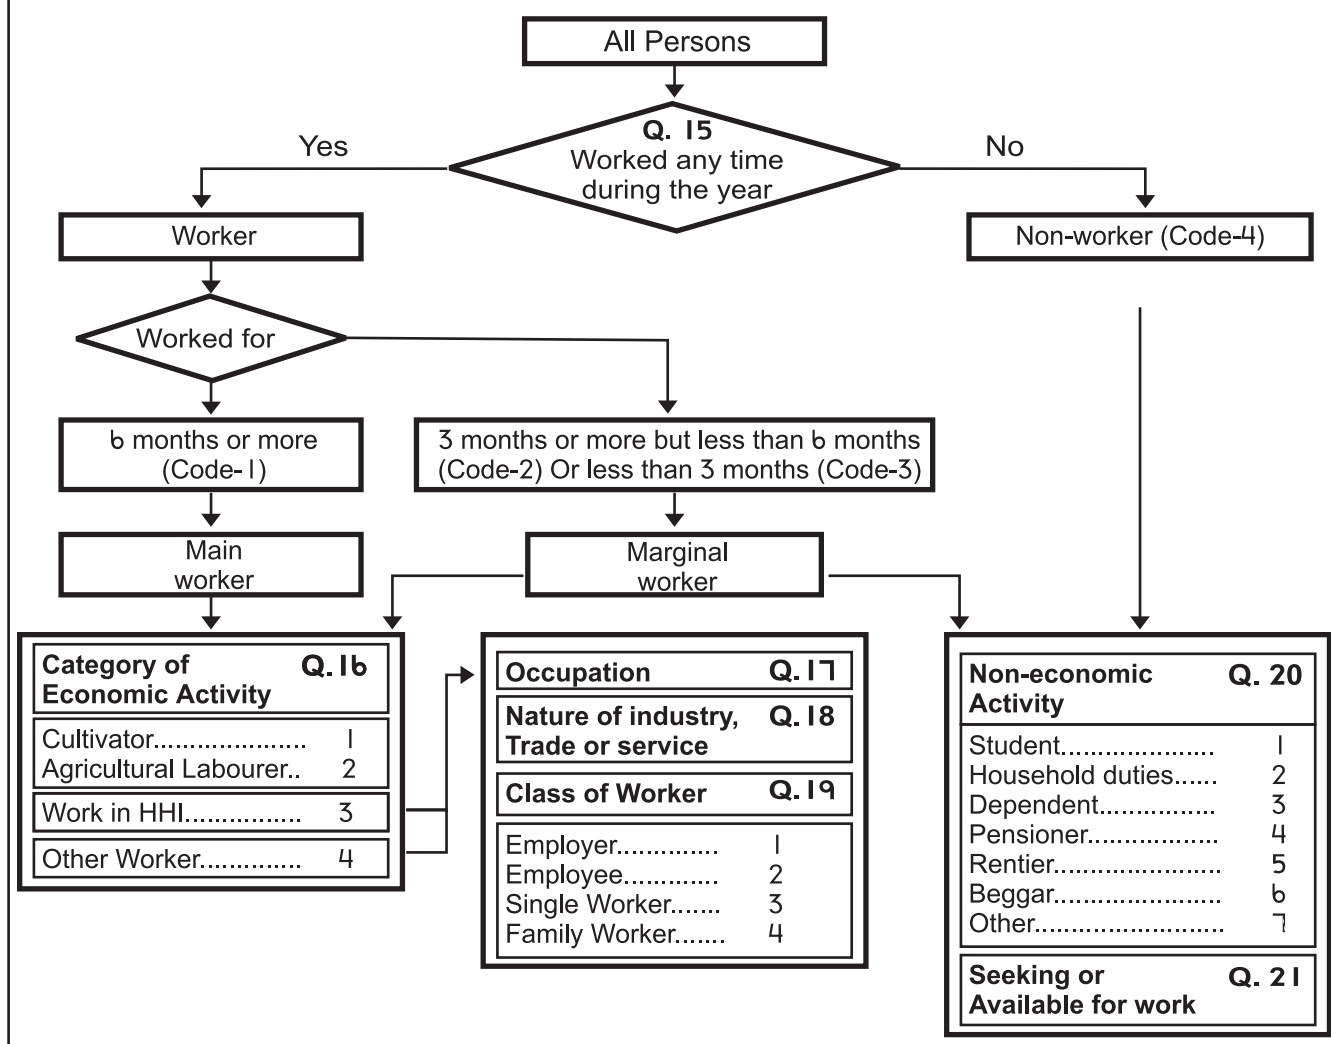 All Persons
Q. 15
Worked any time
during the year
Yes
No
Worker
Non-worker (Code-4)
Worked for
6 months or more
(Code-1)
3 months or more but less than 6 months
(Code-2) Or less than 3 months (Code-3)
Main
worker
Marginal
worker
Category of Q.16
Economic Activity
Cultivator..................... 1
Agricultural Labourer.. 2
Work in HHI............... 3
Other Worker............. 4
Occupation Q.17
Nature of industry, Q.18
Trade or service
Class of Worker Q.19
Employer.............. 1
Employee............. 2
Single Worker....... 3
Family Worker....... 4
Non-economic Q. 20
Activity
Student..................... 1
Household duties...... 2
Dependent................ 3
Pensioner................. 4
Rentier....................... 5
Beggar....................... 6
Other.......................... 7
Seeking or Q. 21
Available for work